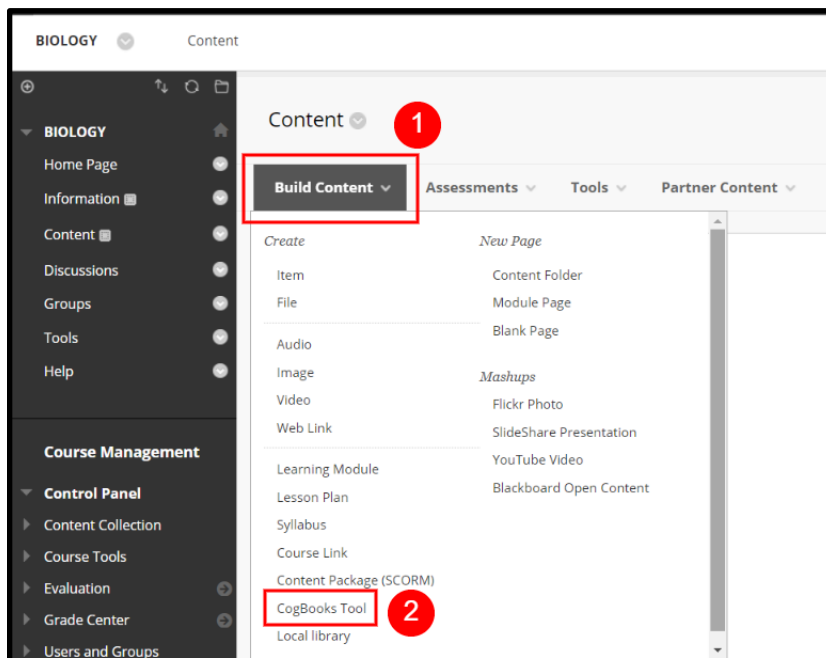 BIOLOGY Content
BIOLOGY
Home Page
Information
Content
Discussions
Groups
Tools
Help
Course Management
Control Panel
Content Collection
Course Tools
Evaluation
Grade Center
Users and Groups
Content
1
Build Content Assessments Tools Partner Content
Create
Item
File
Audio
Image
Video
Web Link
Learning Module
Lesson Plan
Syllabus
Course Link
Content Package (SCORM)
CogBooks Tool
2
Local library
New Page
Content Folder
Module Page
Blank Page
Mashups
Flickr Photo
SlideShare Presentation
YouTube Video
Blackboard Open Content